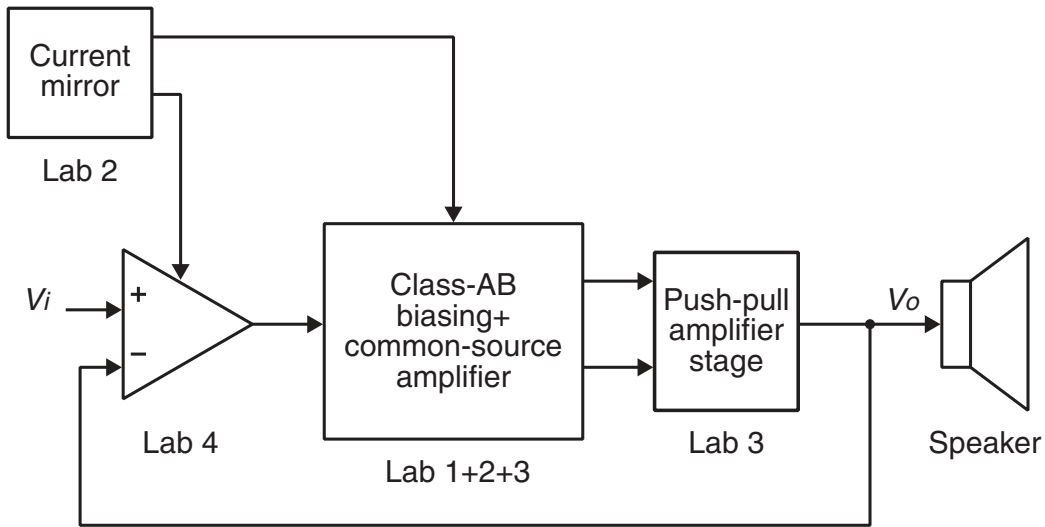 Current
mirror
Lab 2
Vi
+
−
Lab 4
Class-AB
biasing+
common-source
amplifier
Lab 1+2+3
Push-pull
amplifier
stage
Lab 3
Vo
Speaker